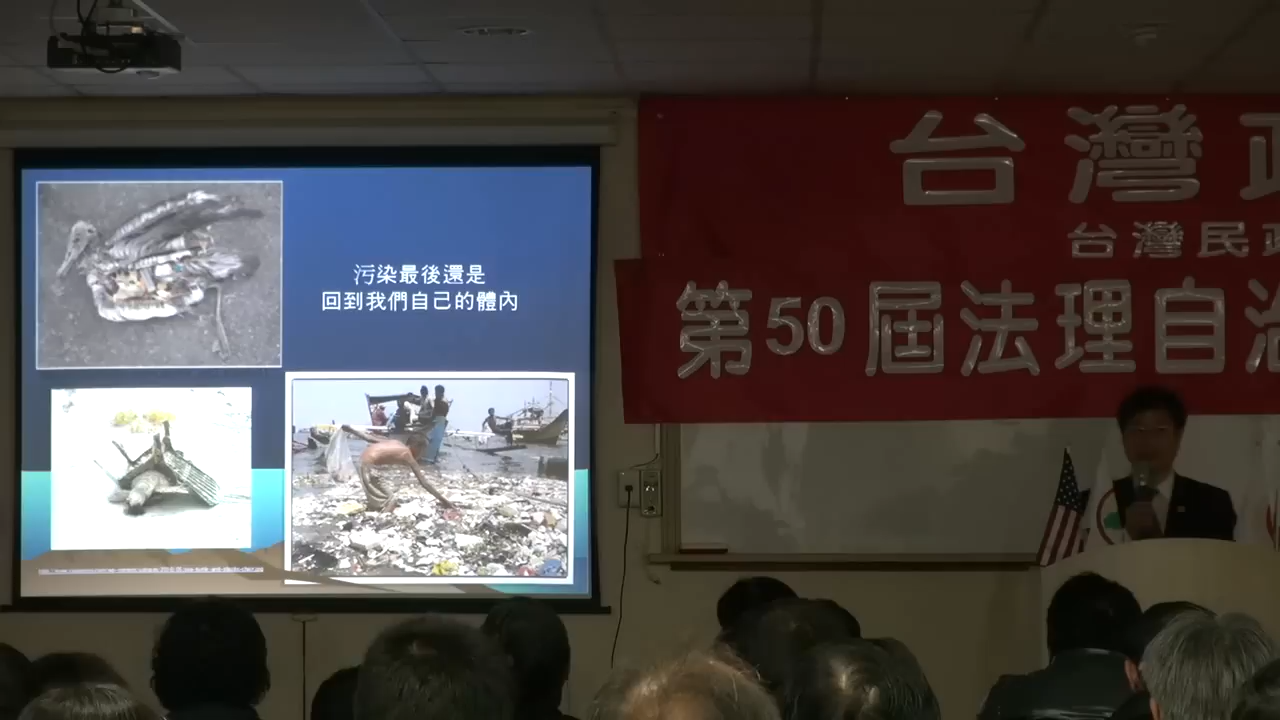 污染最後還是
回到我們自己的體內
台灣
台灣民
第50屆法理自